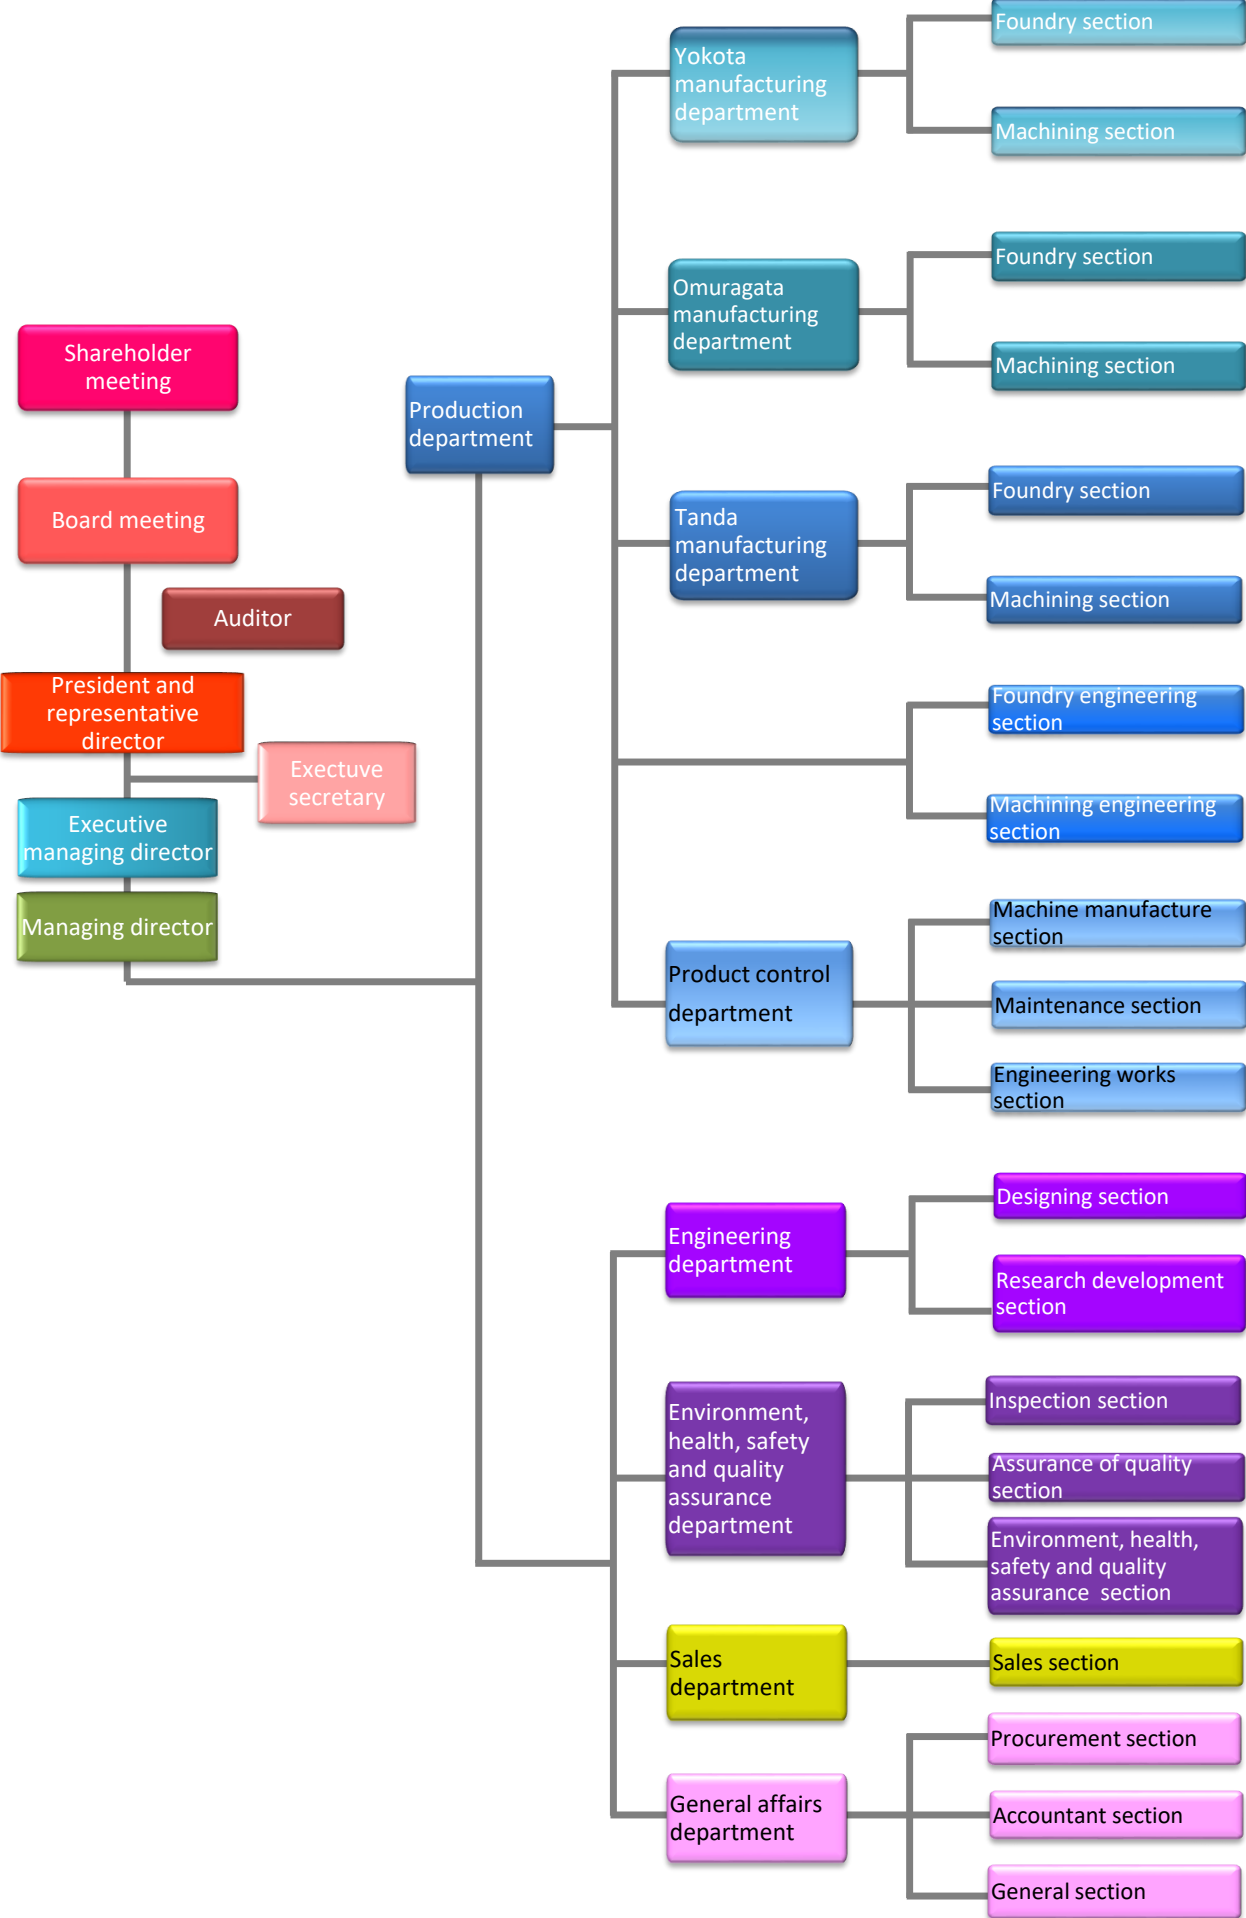 Shareholder
meeting
Board meeting
Auditor
President and
representative
director
Exectuve
secretary
Executive
managing director
Managing director
Production
department
Yokota
manufacturing
department
Foundry section
Machining section
Omuragata
manufacturing
department
Foundry section
Machining section
Tanda
manufacturing
department
Foundry section
Machining section
Foundry engineering
section
Machining engineering
section
Product control
department
Machine manufacture
section
Maintenance section
Engineering works
section
Engineering
department
Designing section
Research development
section
Environment,
health, safety
and quality
assurance
department
Inspection section
Assurance of quality
section
Environment, health,
safety and quality
assurance  section
Sales
department
Sales section
General affairs
department
Procurement section
Accountant section
General section